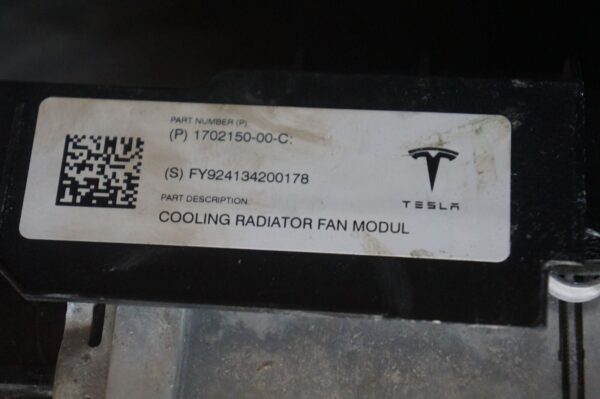 PART NUMBER (P)
(P) 1702150-00-C:
(S) FY924134200178
PART DESCRIPTION:
COOLING RADIATOR FAN MODUL
TESLA